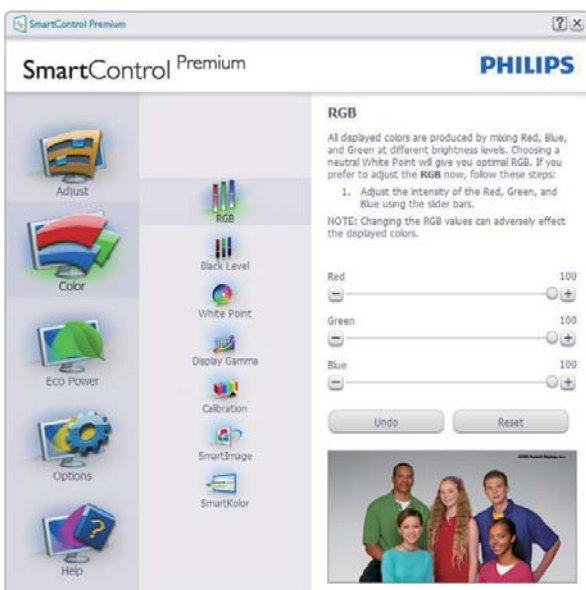 SmartControl Premium
SmartControl Premium
PHILIPS
Adjust
Color
Eco Power
Options
Help
RGB
Black Level
White Point
Display Gamma
Calibration
SmartImage
SmartKolor
RGB
All displayed colors are produced by mixing Red, Blue,
and Green at different brightness levels. Choosing a
neutral White Point will give you optimal RGB. If you
prefer to adjust the RGB now, follow these steps:
1. Adjust the intensity of the Red, Green, and
Blue using the slider bars.
NOTE: Changing the RGB values can adversely effect
the displayed colors.
Red 100
Green 100
Blue 100
Undo Reset